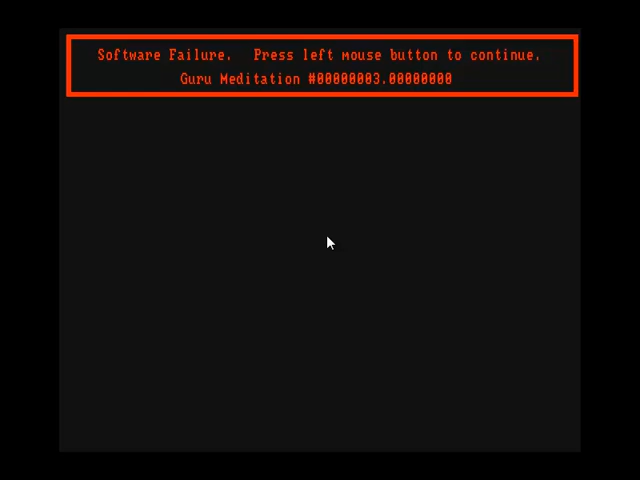 Software Failure. Press left mouse button to continue.
Guru Meditation #00000003.00000000